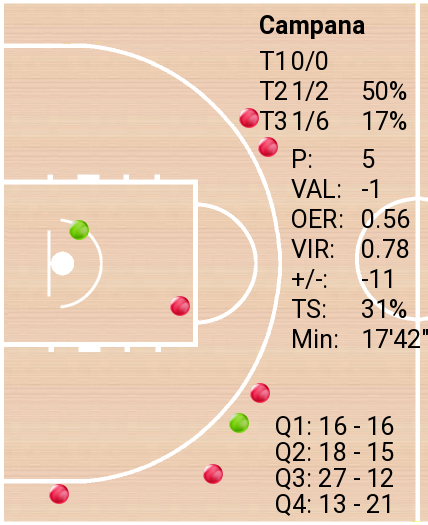 Campana
T1 0/0
T2 1/2 50%
T3 1/6 17%
P: 5
VAL: -1
OER: 0.56
VIR: 0.78
+/-: -11
TS: 31%
Min: 17'42"
Q1: 16 - 16
Q2: 18 - 15
Q3: 27 - 12
Q4: 13 - 21